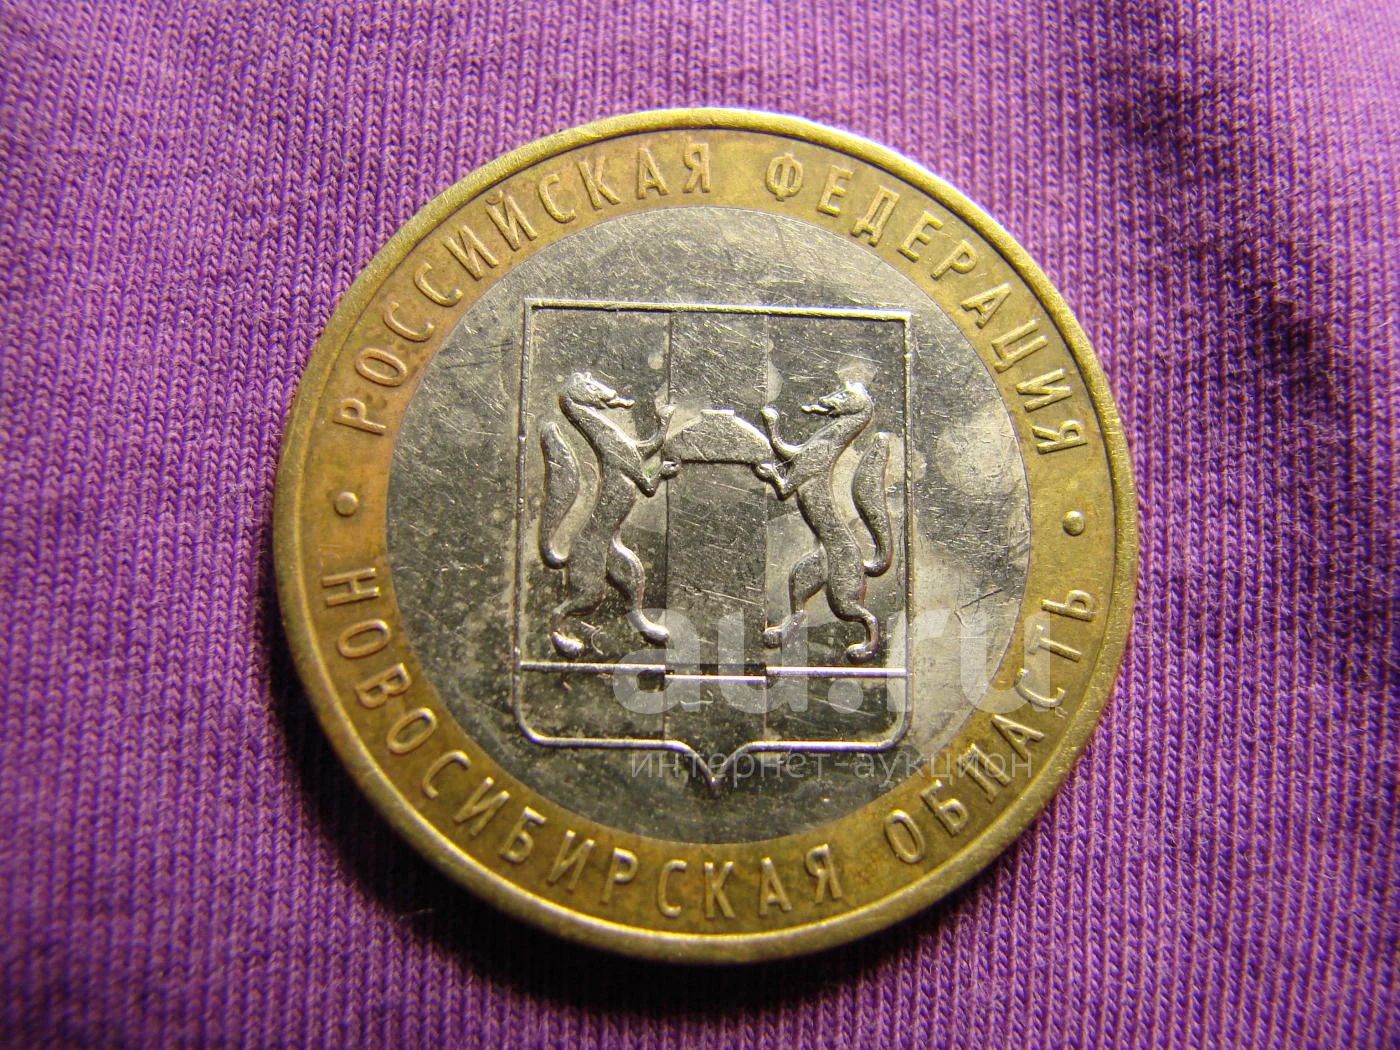 РОССИЙСКАЯ ФЕДЕРАЦИЯ
НОВОСИБИРСКАЯ ОБЛАСТЬ
au.ru
интернет-аукцион